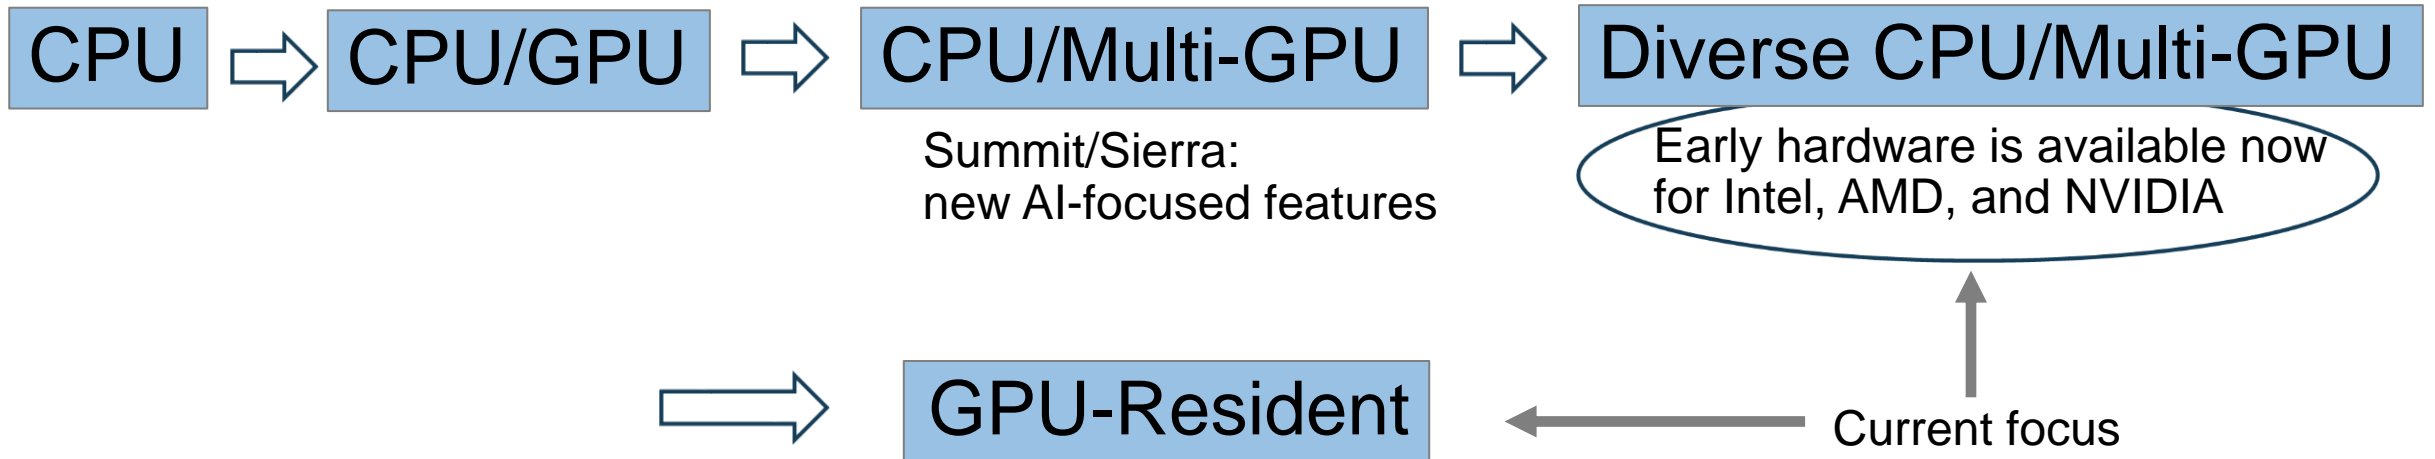 CPU
CPU/GPU
CPU/Multi-GPU
Diverse CPU/Multi-GPU
Summit/Sierra:
new AI-focused features
Early hardware is available now
for Intel, AMD, and NVIDIA
GPU-Resident
Current focus